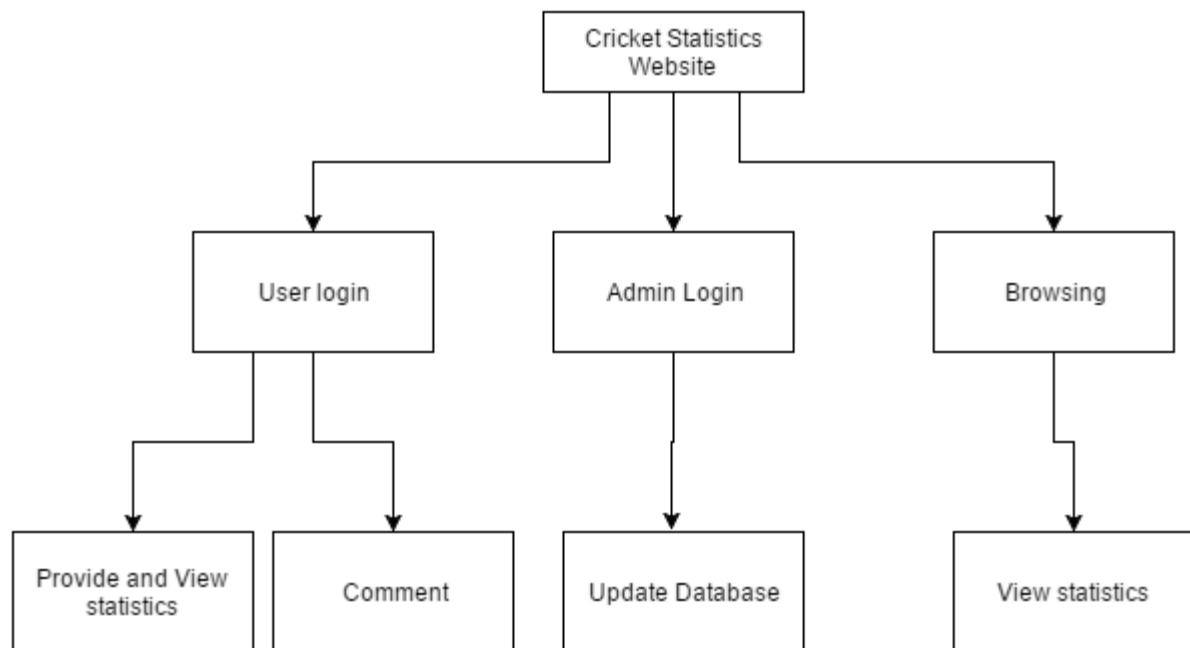 Cricket Statistics
Website
User login
Admin Login
Browsing
Provide and View
statistics
Comment
Update Database
View statistics